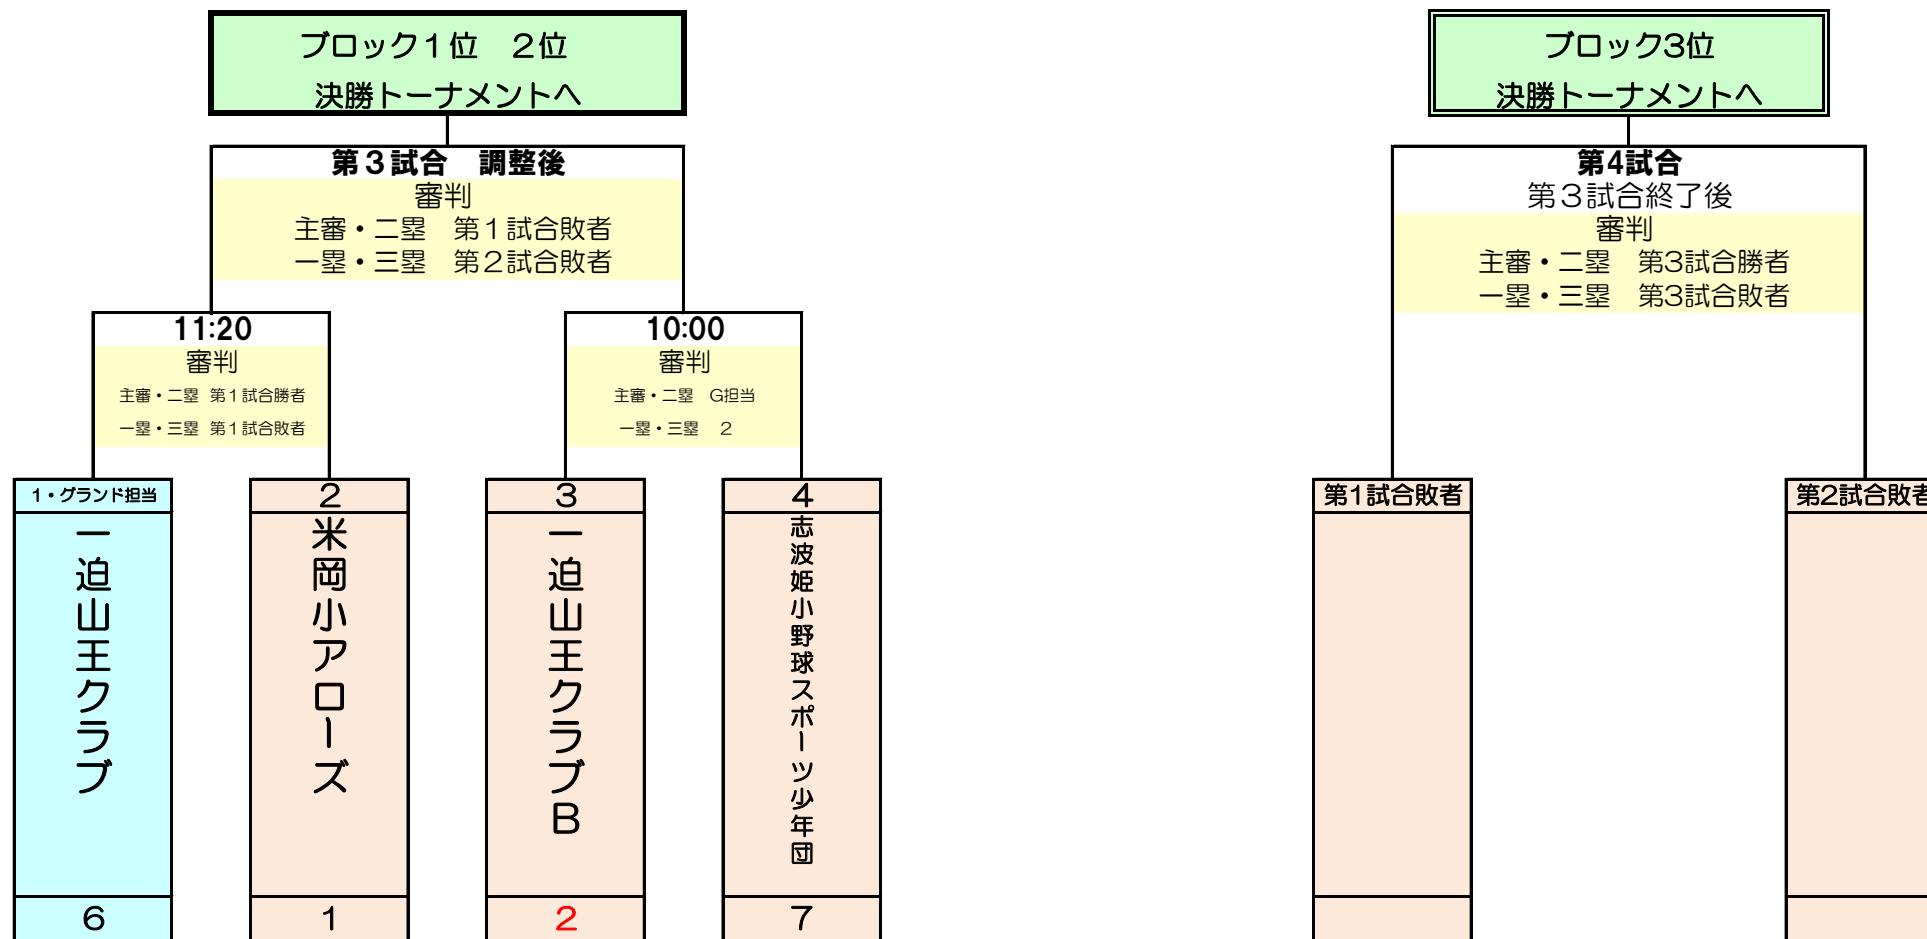 ブロック１位　２位
決勝トーナメントへ
第３試合　調整後
審判
主審・二塁　第１試合敗者
一塁・三塁　第２試合敗者
11:20
審判
主審・二塁 第１試合勝者
一塁・三塁 第１試合敗者
10:00
審判
主審・二塁　G担当
一塁・三塁　２
1・グランド担当
一迫山王クラブ
6
2
米岡小アローズ
1
3
一迫山王クラブB
2
4
志波姫小野球スポーツ少年団
7
ブロック3位
決勝トーナメントへ
第4試合
第３試合終了後
審判
主審・二塁　第3試合勝者
一塁・三塁　第3試合敗者
第1試合敗者
第2試合敗者